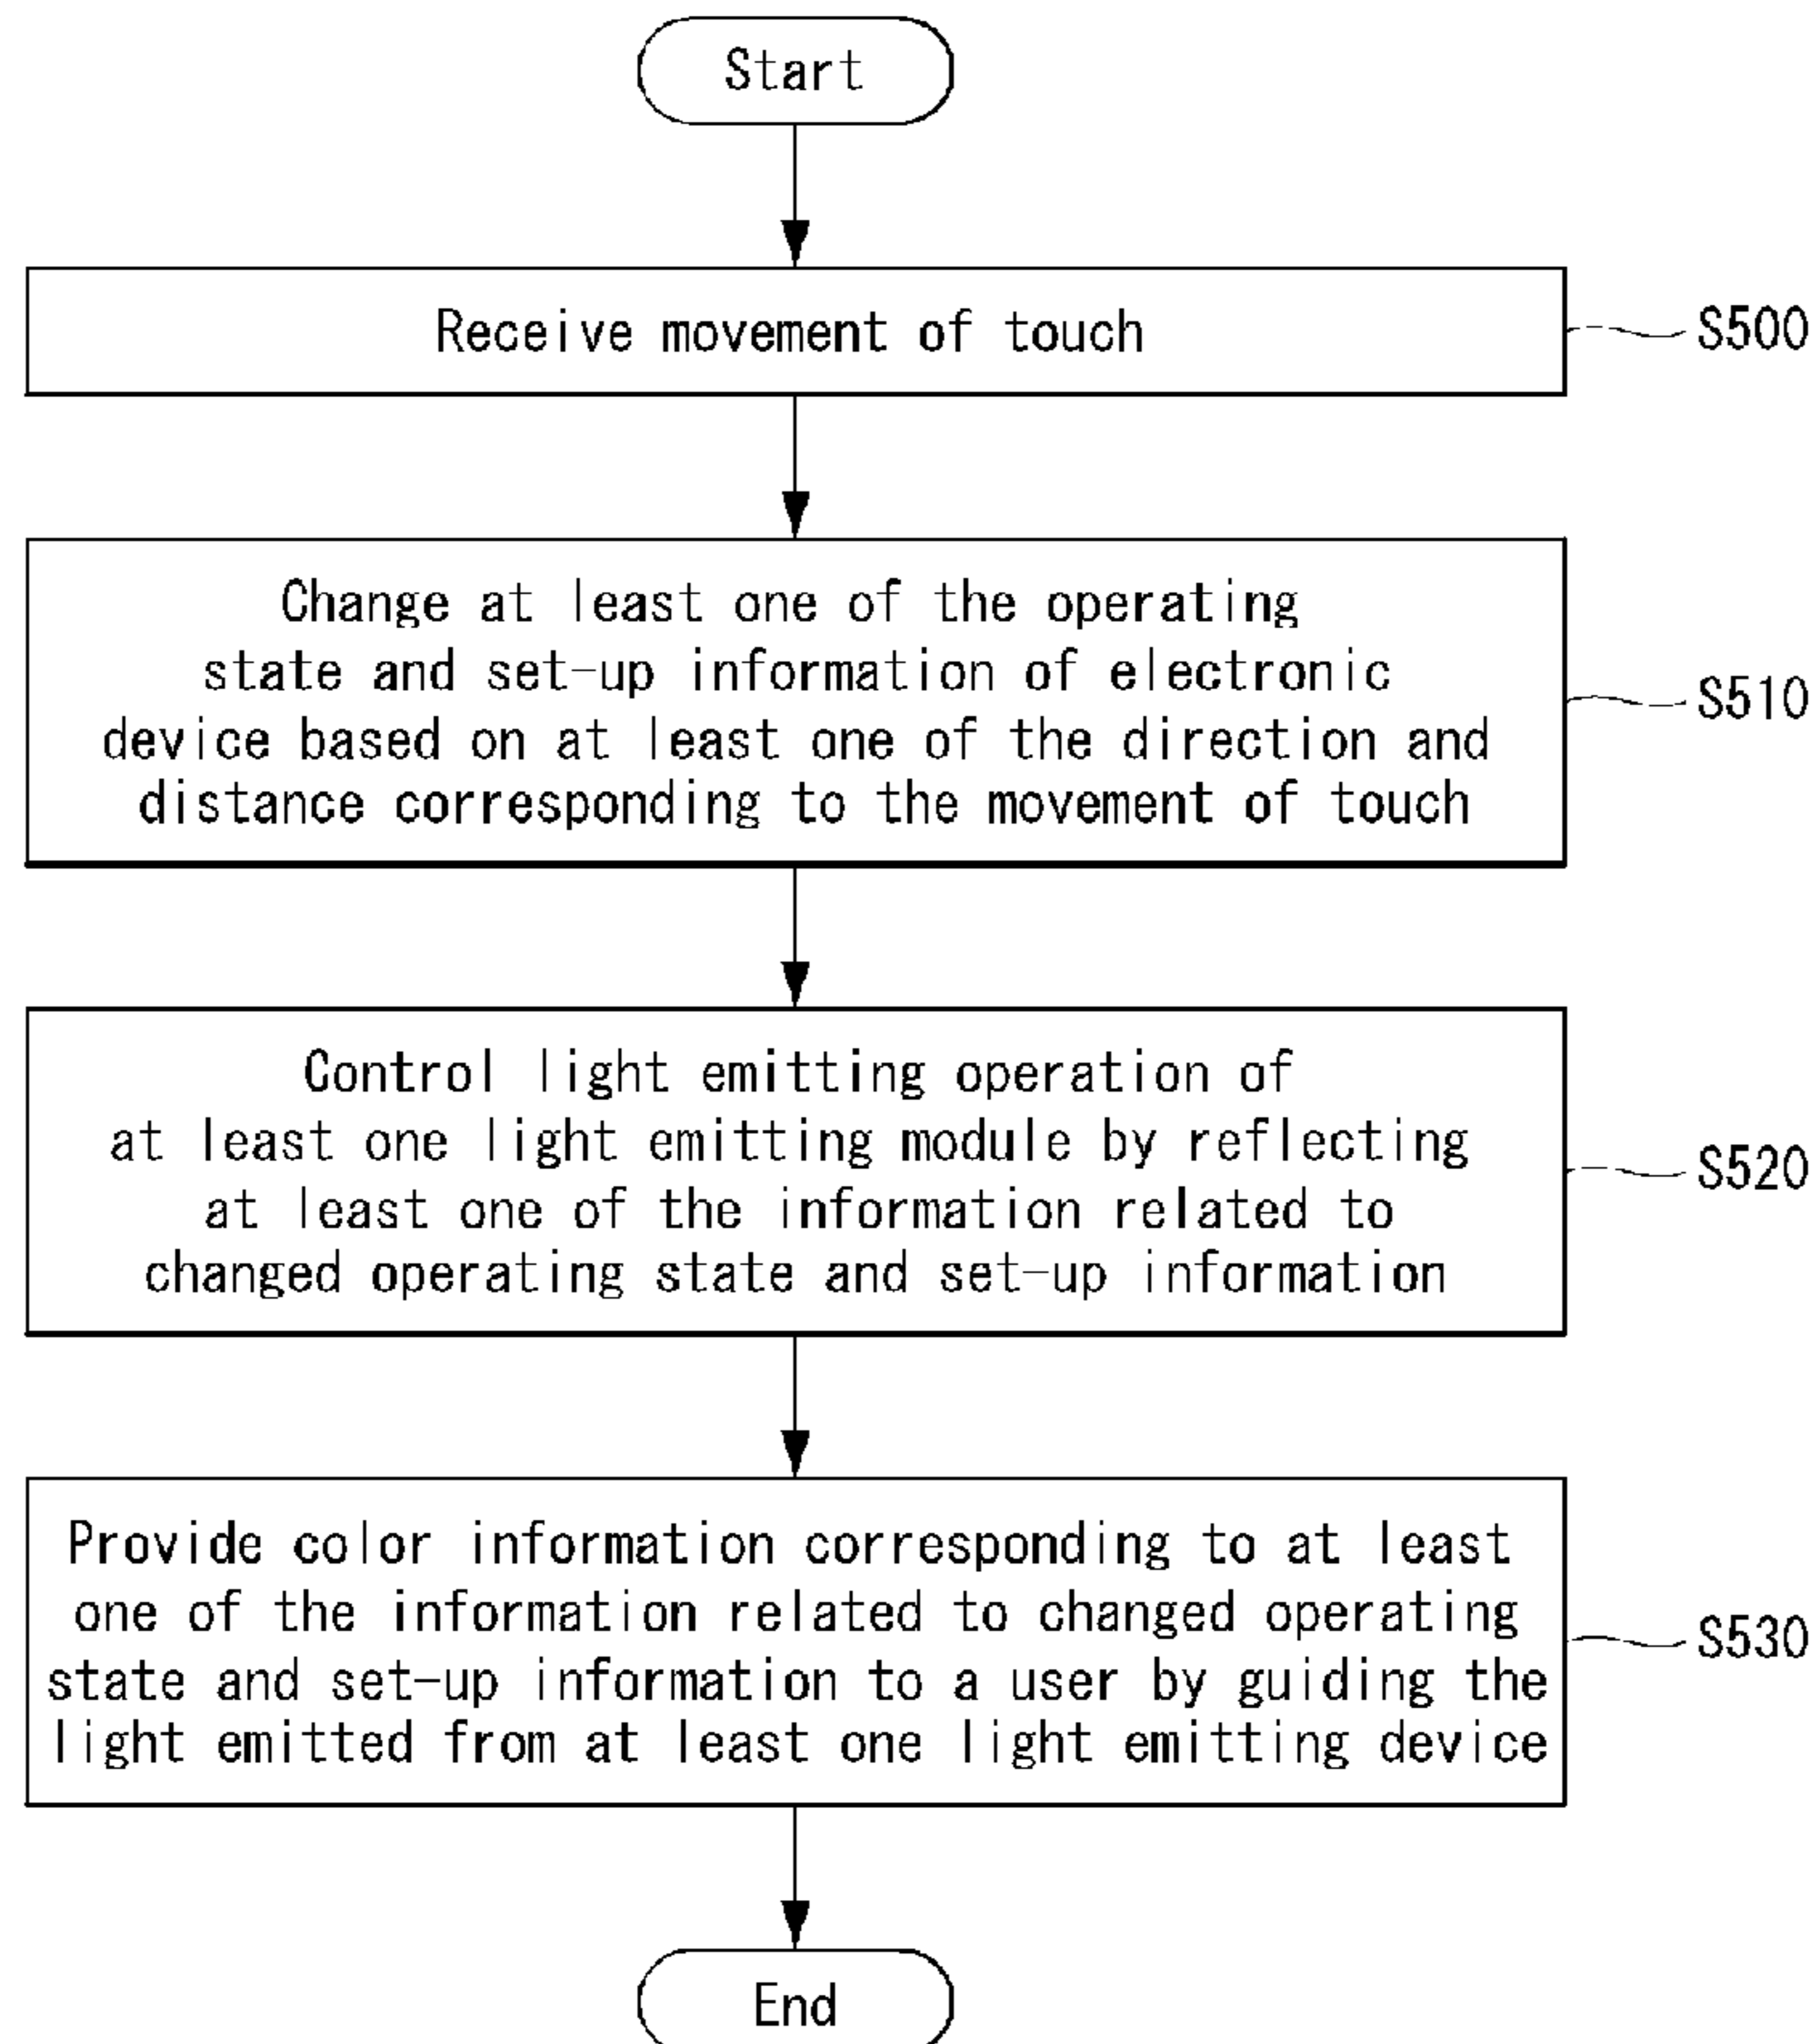 Start
Receive movement of touch
S500
Change at least one of the operating
state and set-up information of electronic
device based on at least one of the direction and
distance corresponding to the movement of touch
S510
Control light emitting operation of
at least one light emitting module by reflecting
at least one of the information related to
changed operating state and set-up information
S520
Provide color information corresponding to at least
one of the information related to changed operating
state and set-up information to a user by guiding the
light emitted from at least one light emitting device
S530
End